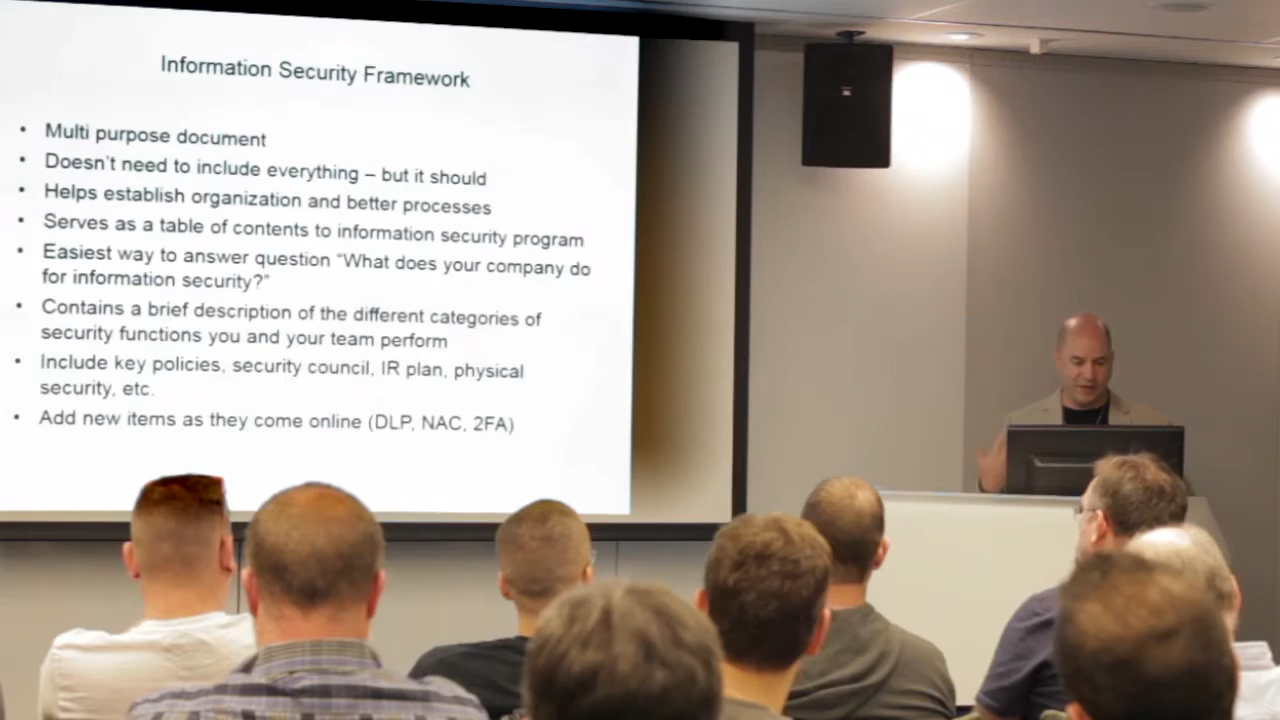 Information Security Framework
• Multi purpose document
• Doesn't need to include everything – but it should
• Helps establish organization and better processes
• Serves as a table of contents to information security program
• Easiest way to answer question "What does your company do
for information security?"
• Contains a brief description of the different categories of
security functions you and your team perform
• Include key policies, security council, IR plan, physical
security, etc.
• Add new items as they come online (DLP, NAC, 2FA)